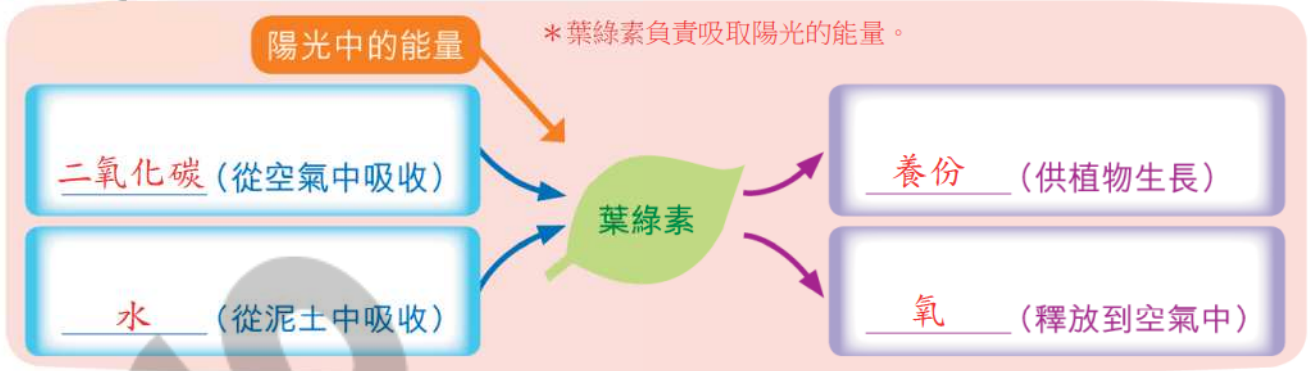 陽光中的能量
＊葉綠素負責吸取陽光的能量。
二氧化碳(從空氣中吸收)
水(從泥土中吸收)
葉綠素
養份(供植物生長)
氧(釋放到空氣中)